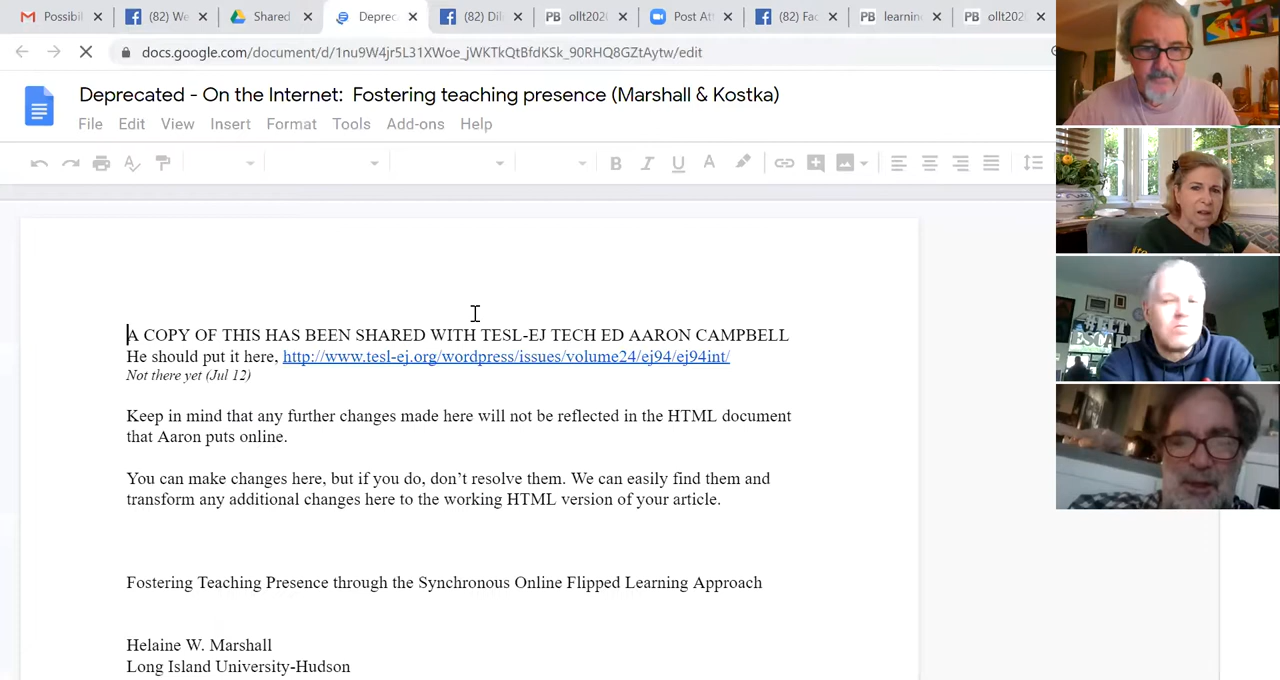 Possibil
(82) We
Shared
Deprec
(82) Dil
PB ollt202
Post At
(82) Fac
PB learnin
PB ollt202
docs.google.com/document/d/1nu9W4jr5L31XWoe_jWKTkQtBfdKSk_90RHQ8GZtAytw/edit
Deprecated - On the Internet: Fostering teaching presence (Marshall & Kostka)
File Edit View Insert Format Tools Add-ons Help
B I U A
A COPY OF THIS HAS BEEN SHARED WITH TESL-EJ TECH ED AARON CAMPBELL
He should put it here, http://www.tesl-ej.org/wordpress/issues/volume24/ej94/ej94int/
Not there yet (Jul 12)
Keep in mind that any further changes made here will not be reflected in the HTML document
that Aaron puts online.
You can make changes here, but if you do, don’t resolve them. We can easily find them and
transform any additional changes here to the working HTML version of your article.
Fostering Teaching Presence through the Synchronous Online Flipped Learning Approach
Helaine W. Marshall
Long Island University-Hudson
ESCAP